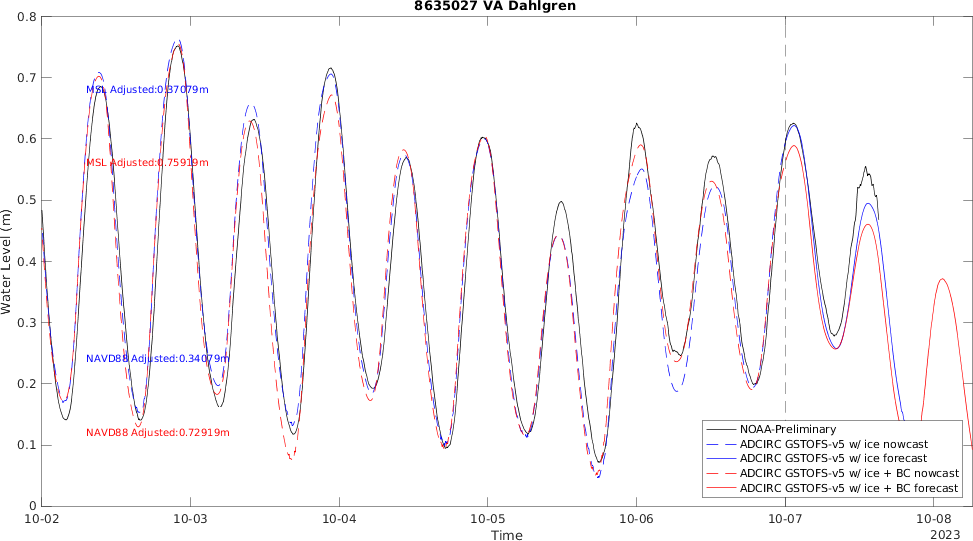 8635027 VA Dahlgren
0.8
0.7
0.6
0.5
0.4
0.3
0.2
0.1
0
Water Level (m)
MSL Adjusted:0.37079m
MSL Adjusted:0.75919m
NAVD88 Adjusted:0.34079m
NAVD88 Adjusted:0.72919m
NOAA-Preliminary
ADCIRC GSTOFS-v5 w/ ice nowcast
ADCIRC GSTOFS-v5 w/ ice forecast
ADCIRC GSTOFS-v5 w/ ice + BC nowcast
ADCIRC GSTOFS-v5 w/ ice + BC forecast
10-02 10-03 10-04 10-05 10-06 10-07 10-08
Time
2023